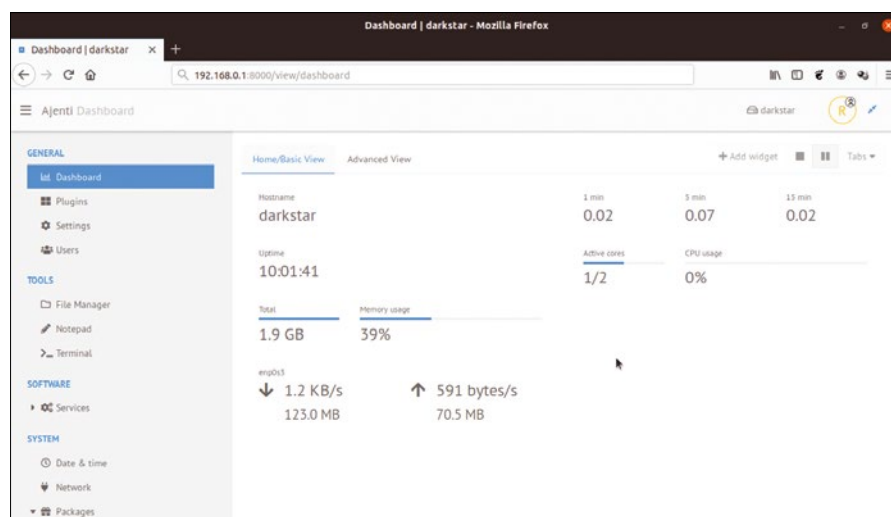 Dashboard | darkstar - Mozilla Firefox
Dashboard | darkstar × +
192.168.0.1:8000/view/dashboard
Ajenti Dashboard
darkstar
R
GENERAL
Dashboard
Plugins
Settings
Users
TOOLS
File Manager
Notepad
Terminal
SOFTWARE
Services
SYSTEM
Date & time
Network
Packages
Home/Basic View Advanced View
+ Add widget Tabs
Hostname
darkstar
1 min 5 min 15 min
0.02 0.07 0.02
Uptime
10:01:41
Active cores CPU usage
1/2 0%
Total Memory usage
1.9 GB 39%
enp0s3
1.2 KB/s 591 bytes/s
123.0 MB 70.5 MB